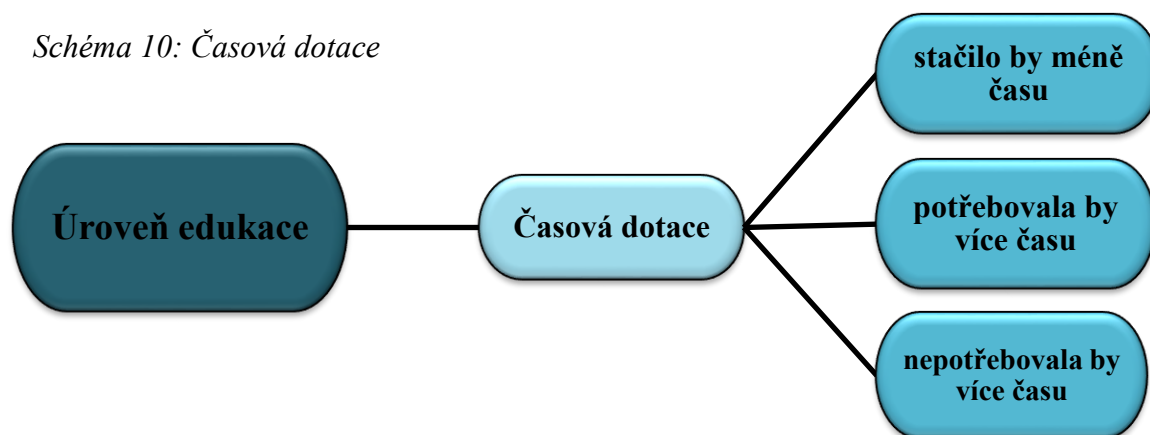 Schéma 10: Časová dotace
Úroveň edukace
Časová dotace
stačilo by méně
času
potřebovala by
více času
nepotřebovala by
více času